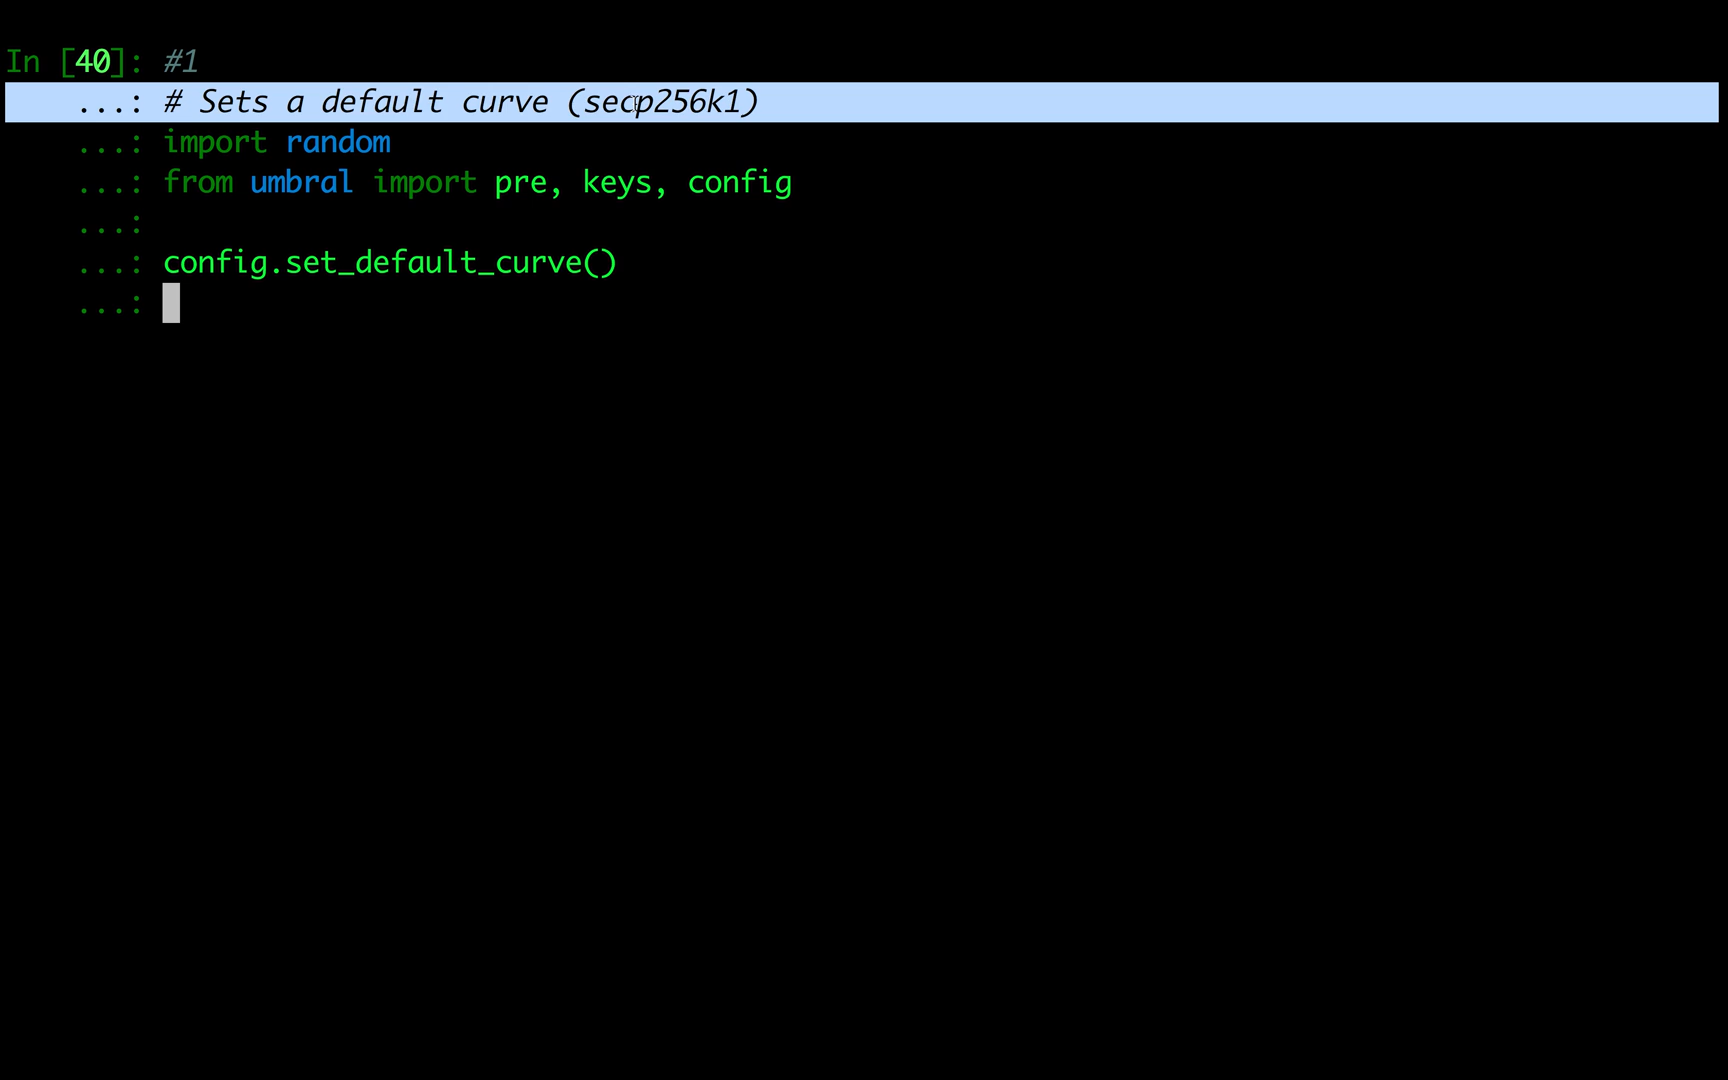 In [40]: #1
...: # Sets a default curve (secp256k1)
...: import random
...: from umbral import pre, keys, config
...:
...: config.set_default_curve()
...: